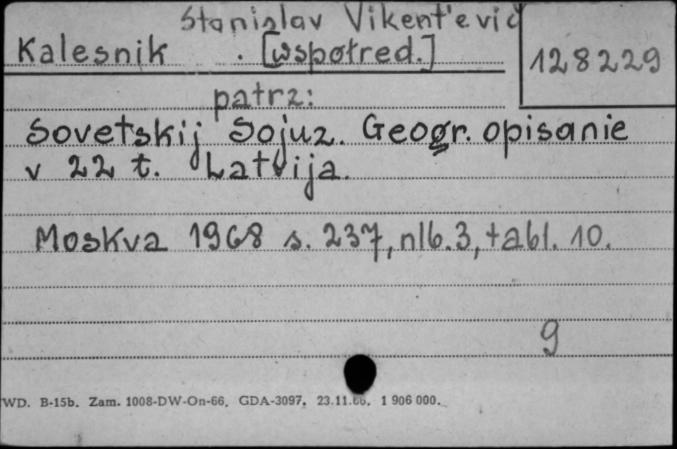 Stanislav Vikent'evič
Kalesnik . [współred.]
128229
patrz:
Sovetskij Sojuz. Geogr. opisanie
v 22 t. Latvija.
Moskva 1968 s. 237, nlb. 3, tabl. 10.
9
WD. B-15b. Zam. 1008-DW-On-66. GDA-3097. 23.11.66. 1 906 000.